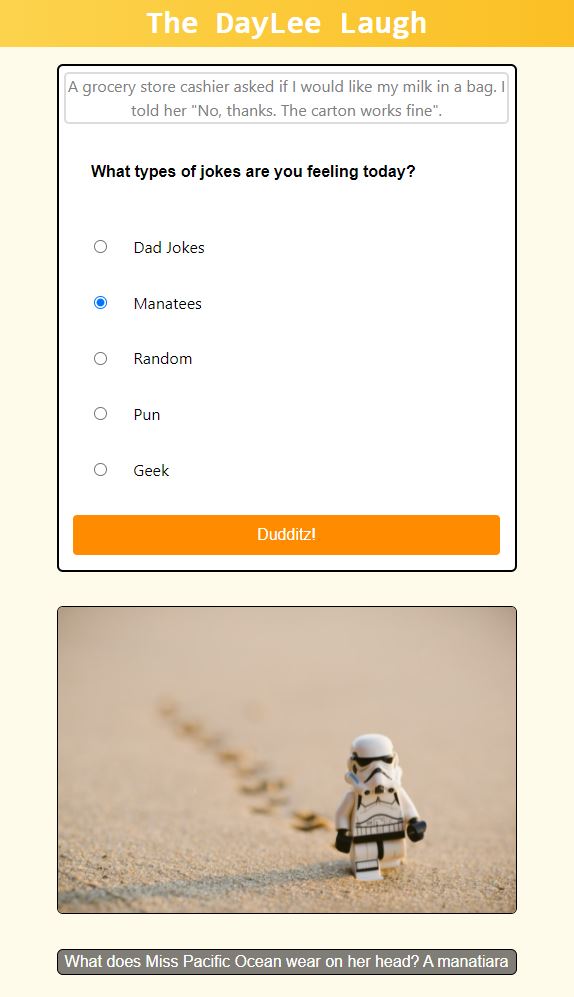 The DayLee Laugh
A grocery store cashier asked if I would like my milk in a bag. I
told her "No, thanks. The carton works fine".
What types of jokes are you feeling today?
Dad Jokes
Manatees
Random
Pun
Geek
Dudditz!
What does Miss Pacific Ocean wear on her head? A manatiara